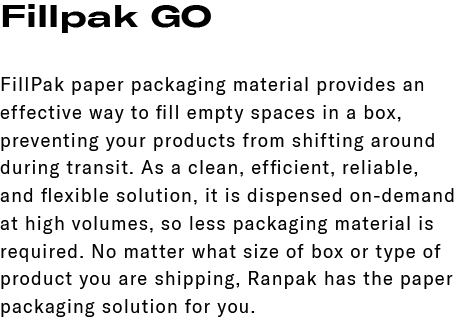 Fillpak GO
FillPak paper packaging material provides an
effective way to fill empty spaces in a box,
preventing your products from shifting around
during transit. As a clean, efficient, reliable,
and flexible solution, it is dispensed on-demand
at high volumes, so less packaging material is
required. No matter what size of box or type of
product you are shipping, Ranpak has the paper
packaging solution for you.